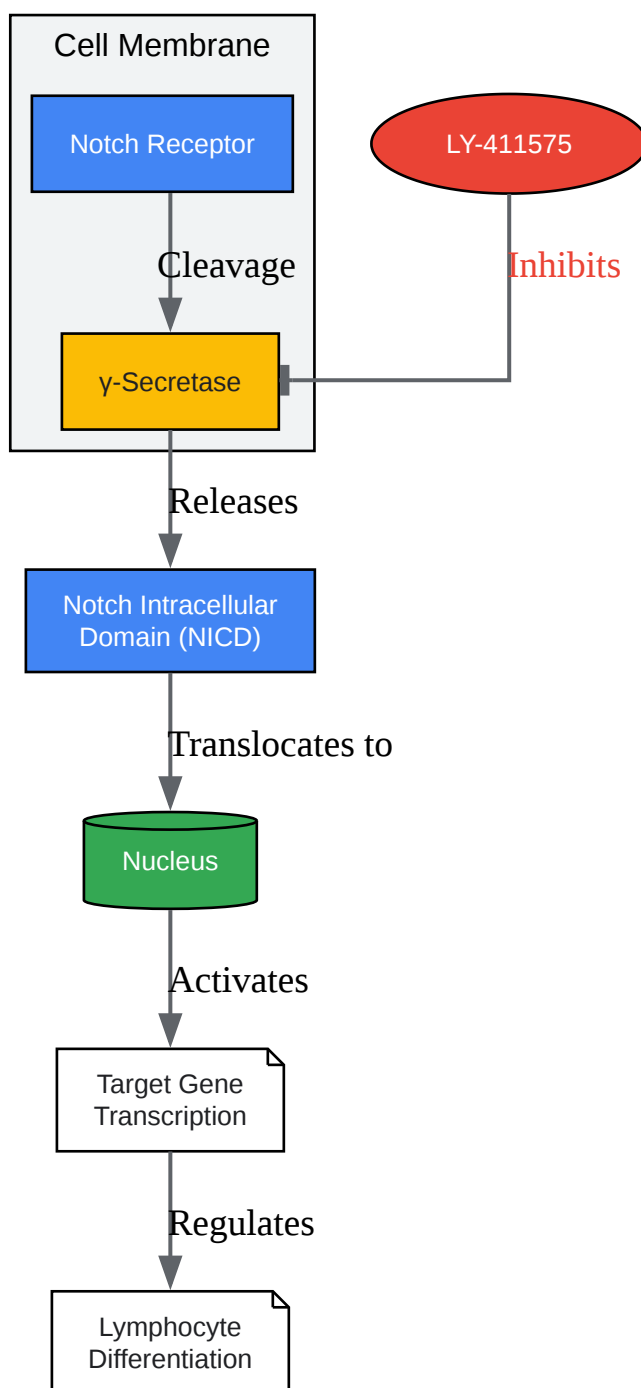 Cell Membrane
Notch Receptor
LY-411575
Cleavage
Inhibits
γ-Secretase
Releases
Notch Intracellular
Domain (NICD)
Translocates to
Nucleus
Activates
Target Gene
Transcription
Regulates
Lymphocyte
Differentiation